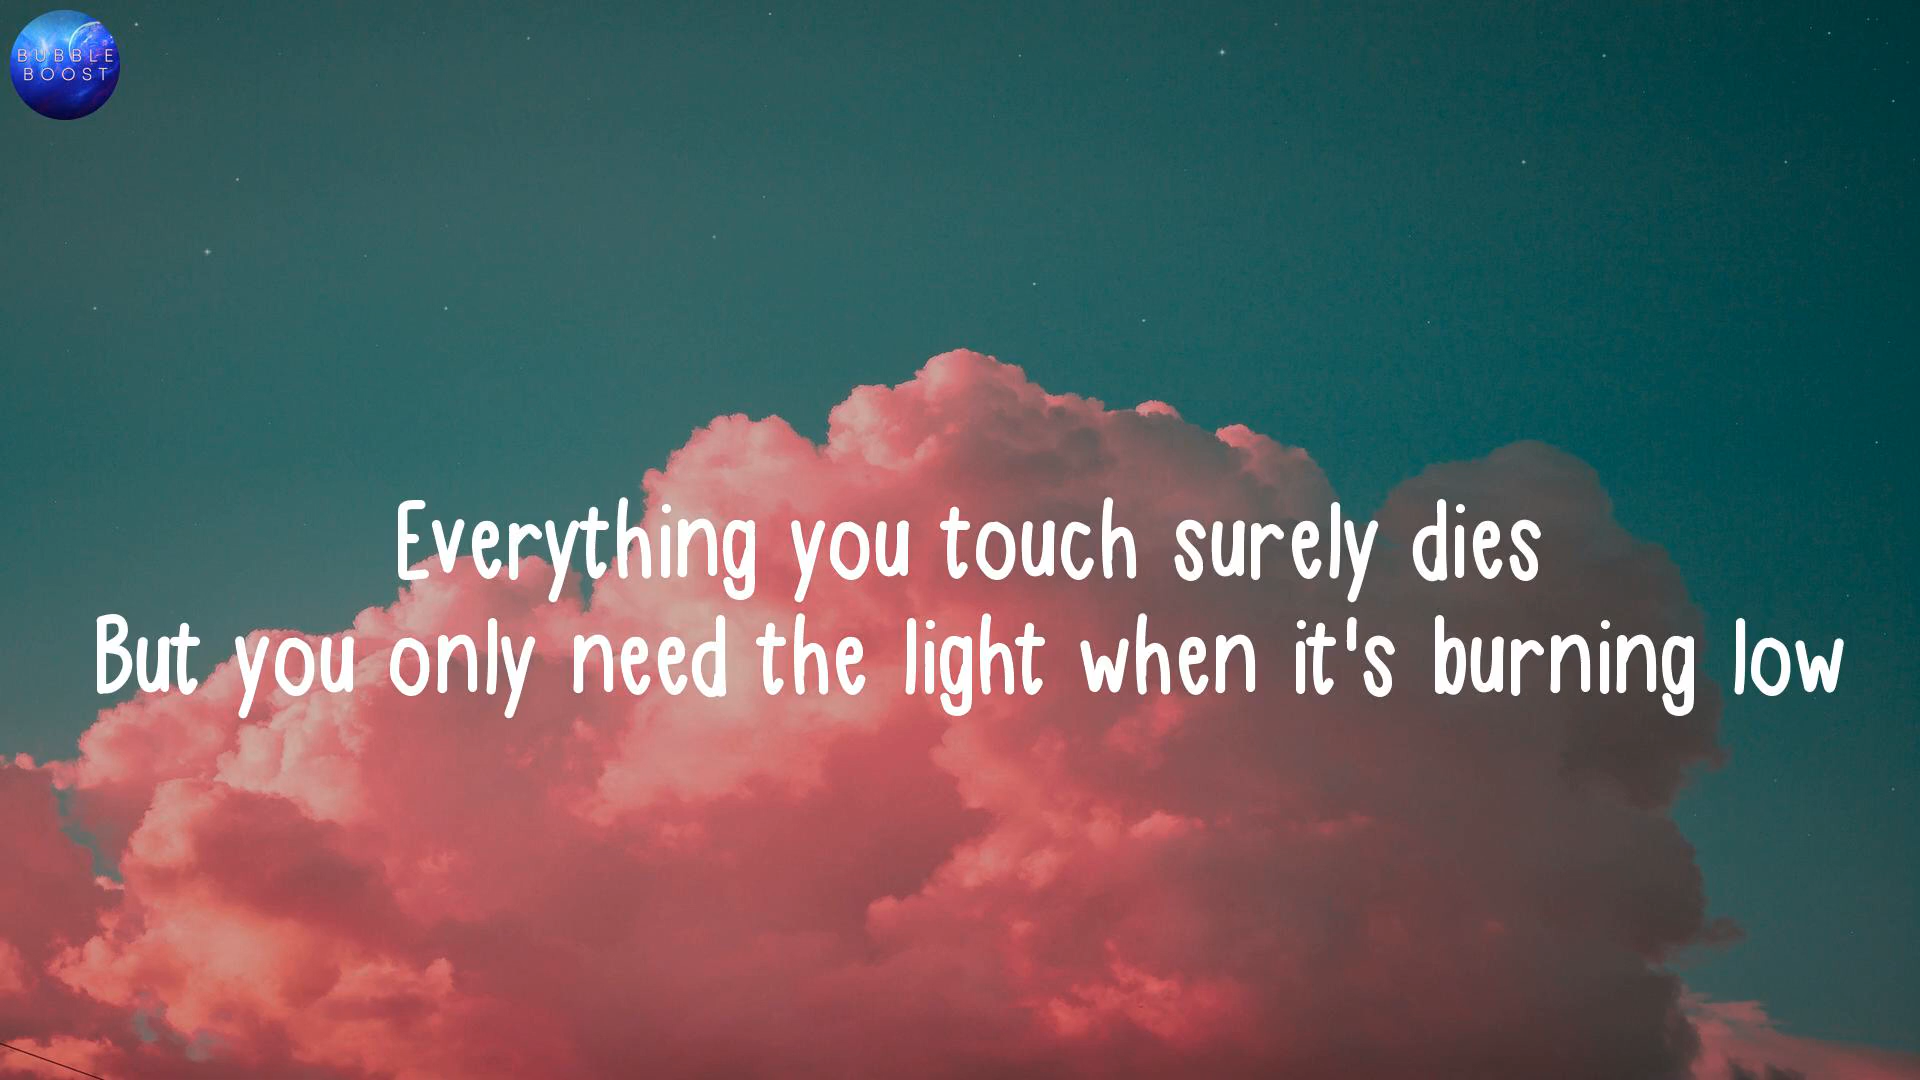 BUBBLE
BOOST
Everything you touch surely dies
But you only need the light when it's burning low